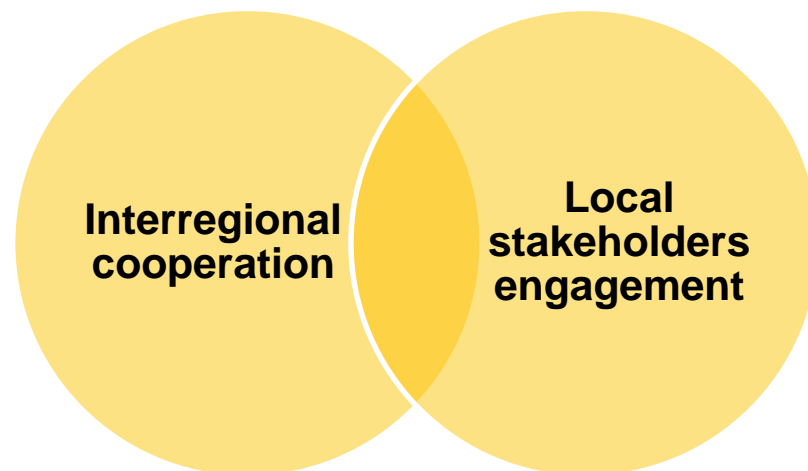 Interregional
cooperation
Local
stakeholders
engagement